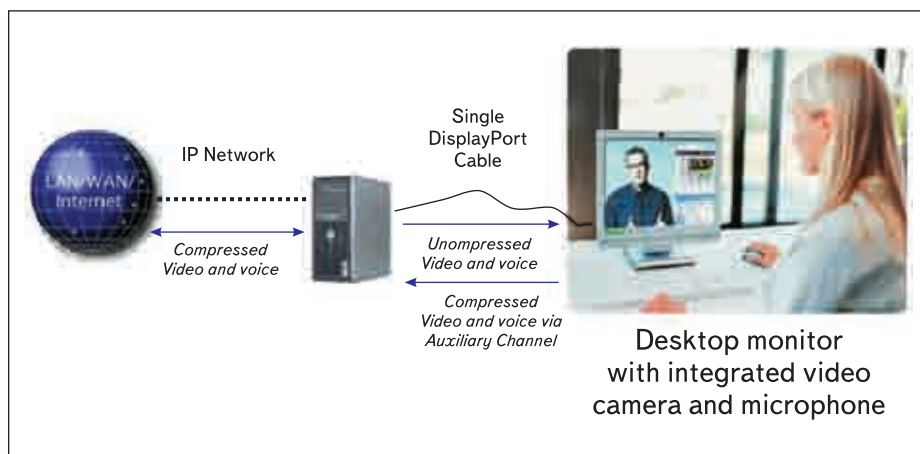 LAN/WAN/
Internet
IP Network
Compressed
Video and voice
Single
DisplayPort
Cable
Unompressed
Video and voice
Compressed
Video and voice via
Auxiliary Channel
Desktop monitor
with integrated video
camera and microphone